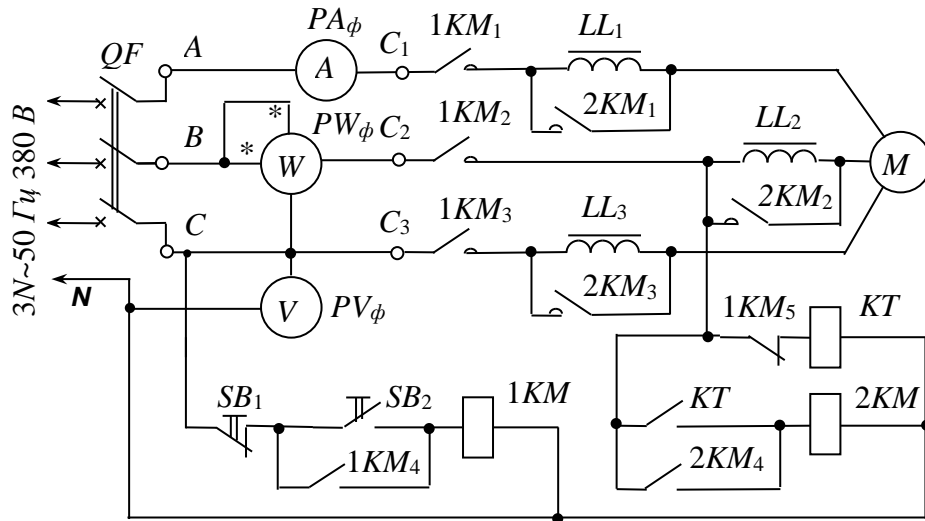 PAф
C1
1KM1
LL1
QF
A
A
2KM1
B
*
*
W
PWф
C2
1KM2
LL2
M
2KM2
C
C3
1KM3
LL3
2KM3
3N~50 Гц 380 В
N
V
PVф
1KM5
KT
SB1
SB2
1KM
KT
2KM
1KM4
2KM4